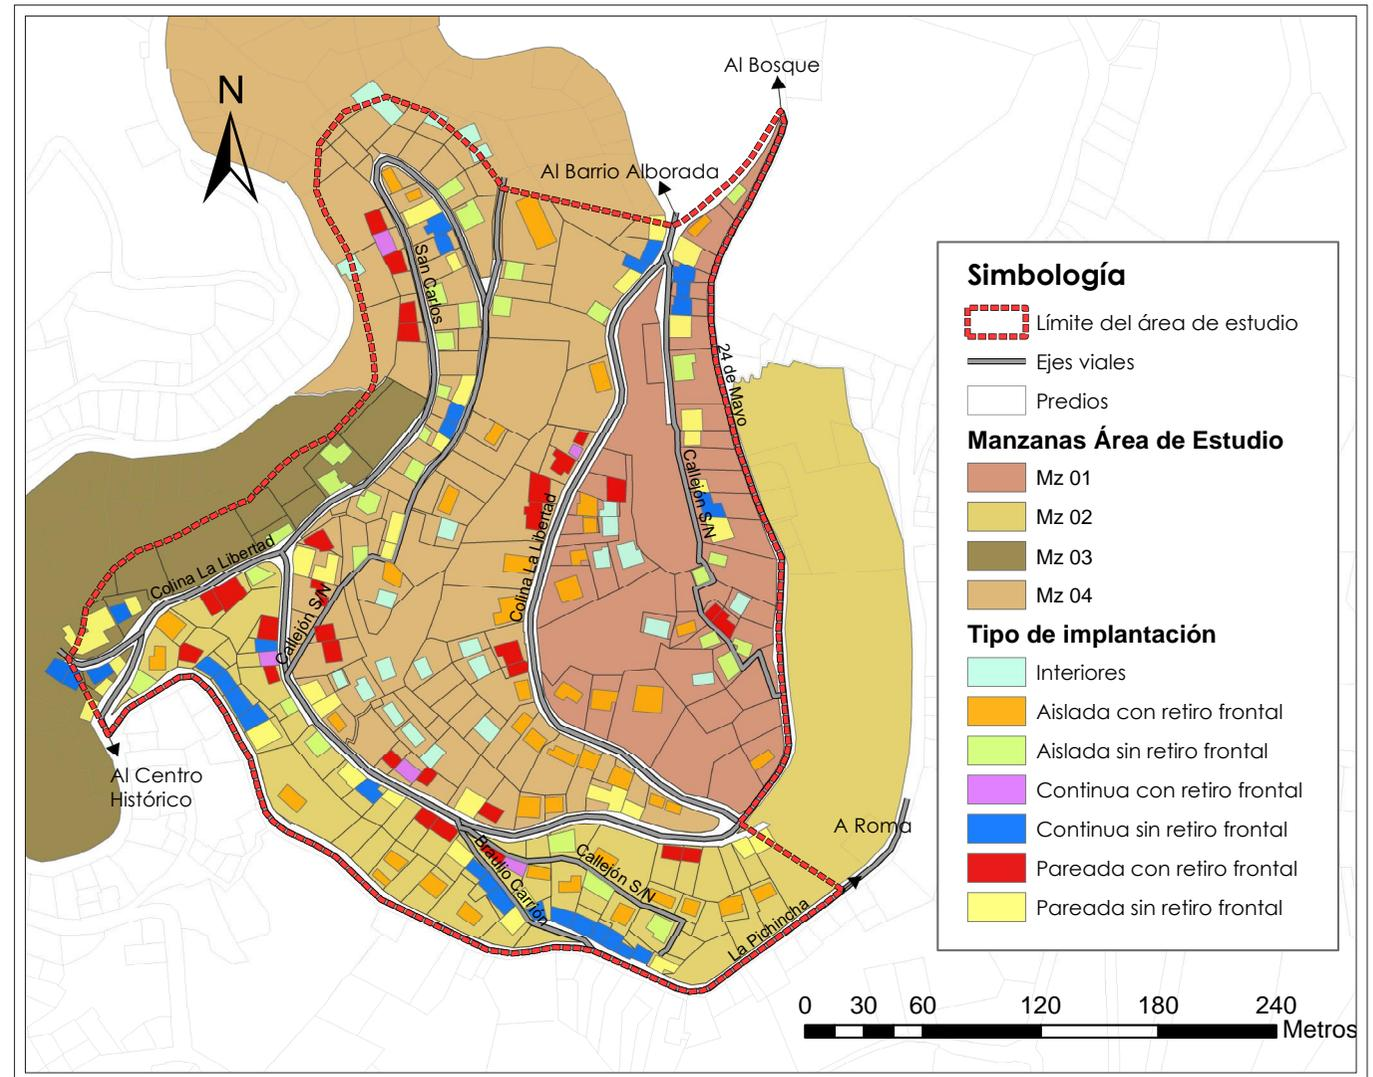 Al Bosque
N
Al Barrio Alborada
San Carlos
24 de Mayo
Callejón S/N
Colina La Libertad
Colina La Libertad
Callejón S/N
Al Centro
Histórico
A Roma
Braulio Carrión
Callejón S/N
La Pichincha
Simbología
Límite del área de estudio
Ejes viales
Predios
Manzanas Área de Estudio
Mz 01
Mz 02
Mz 03
Mz 04
Tipo de implantación
Interiores
Aislada con retiro frontal
Aislada sin retiro frontal
Continua con retiro frontal
Continua sin retiro frontal
Pareada con retiro frontal
Pareada sin retiro frontal
0 30 60 120 180 240
Metros